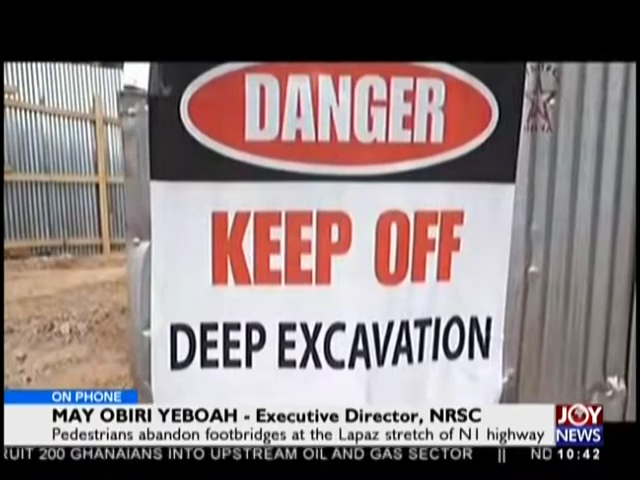 DANGER
KEEP OFF
DEEP EXCAVATION
ON PHONE
MAY OBIRI YEBOAH - Executive Director, NRSC
Pedestrians abandon footbridges at the Lapaz stretch of N1 highway
JOY
NEWS
RUIT 200 GHANAIANS INTO UPSTREAM OIL AND GAS SECTOR || ND 10:42